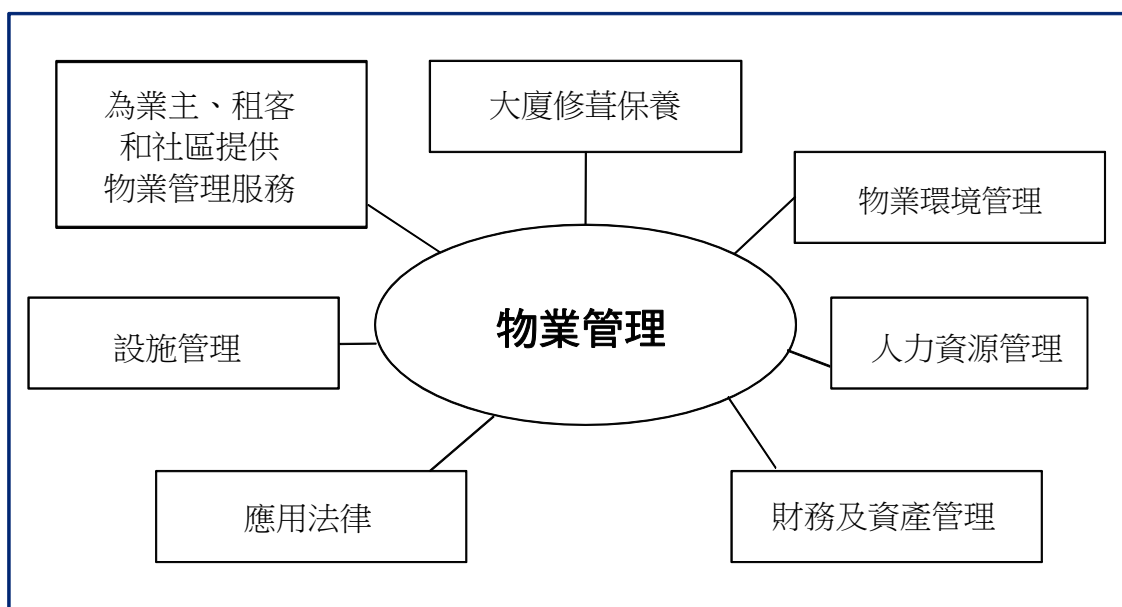 為業主、租客
和社區提供
物業管理服務
大廈修葺保養
物業環境管理
物業管理
設施管理
人力資源管理
應用法律
財務及資產管理